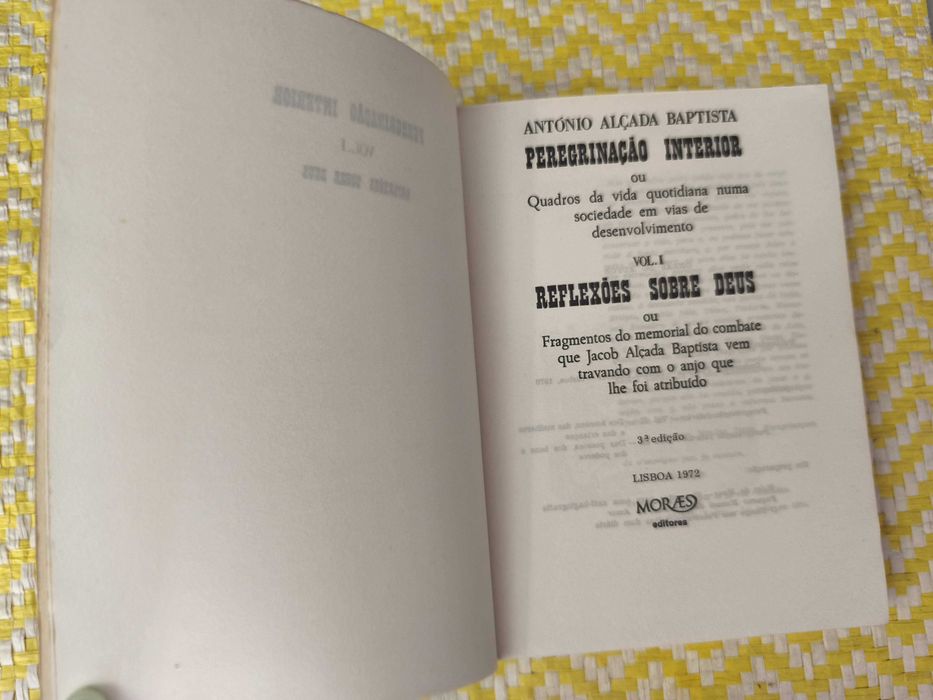 ANTÓNIO ALÇADA BAPTISTA
PEREGRINAÇÃO INTERIOR
ou
Quadros da vida quotidiana numa
sociedade em vias de
desenvolvimento
VOL. I
REFLEXÕES SOBRE DEUS
ou
Fragmentos do memorial do combate
que Jacob Alçada Baptista vem
travando com o anjo que
lhe foi atribuído
3ª edição
LISBOA 1972
MORÆS
editores